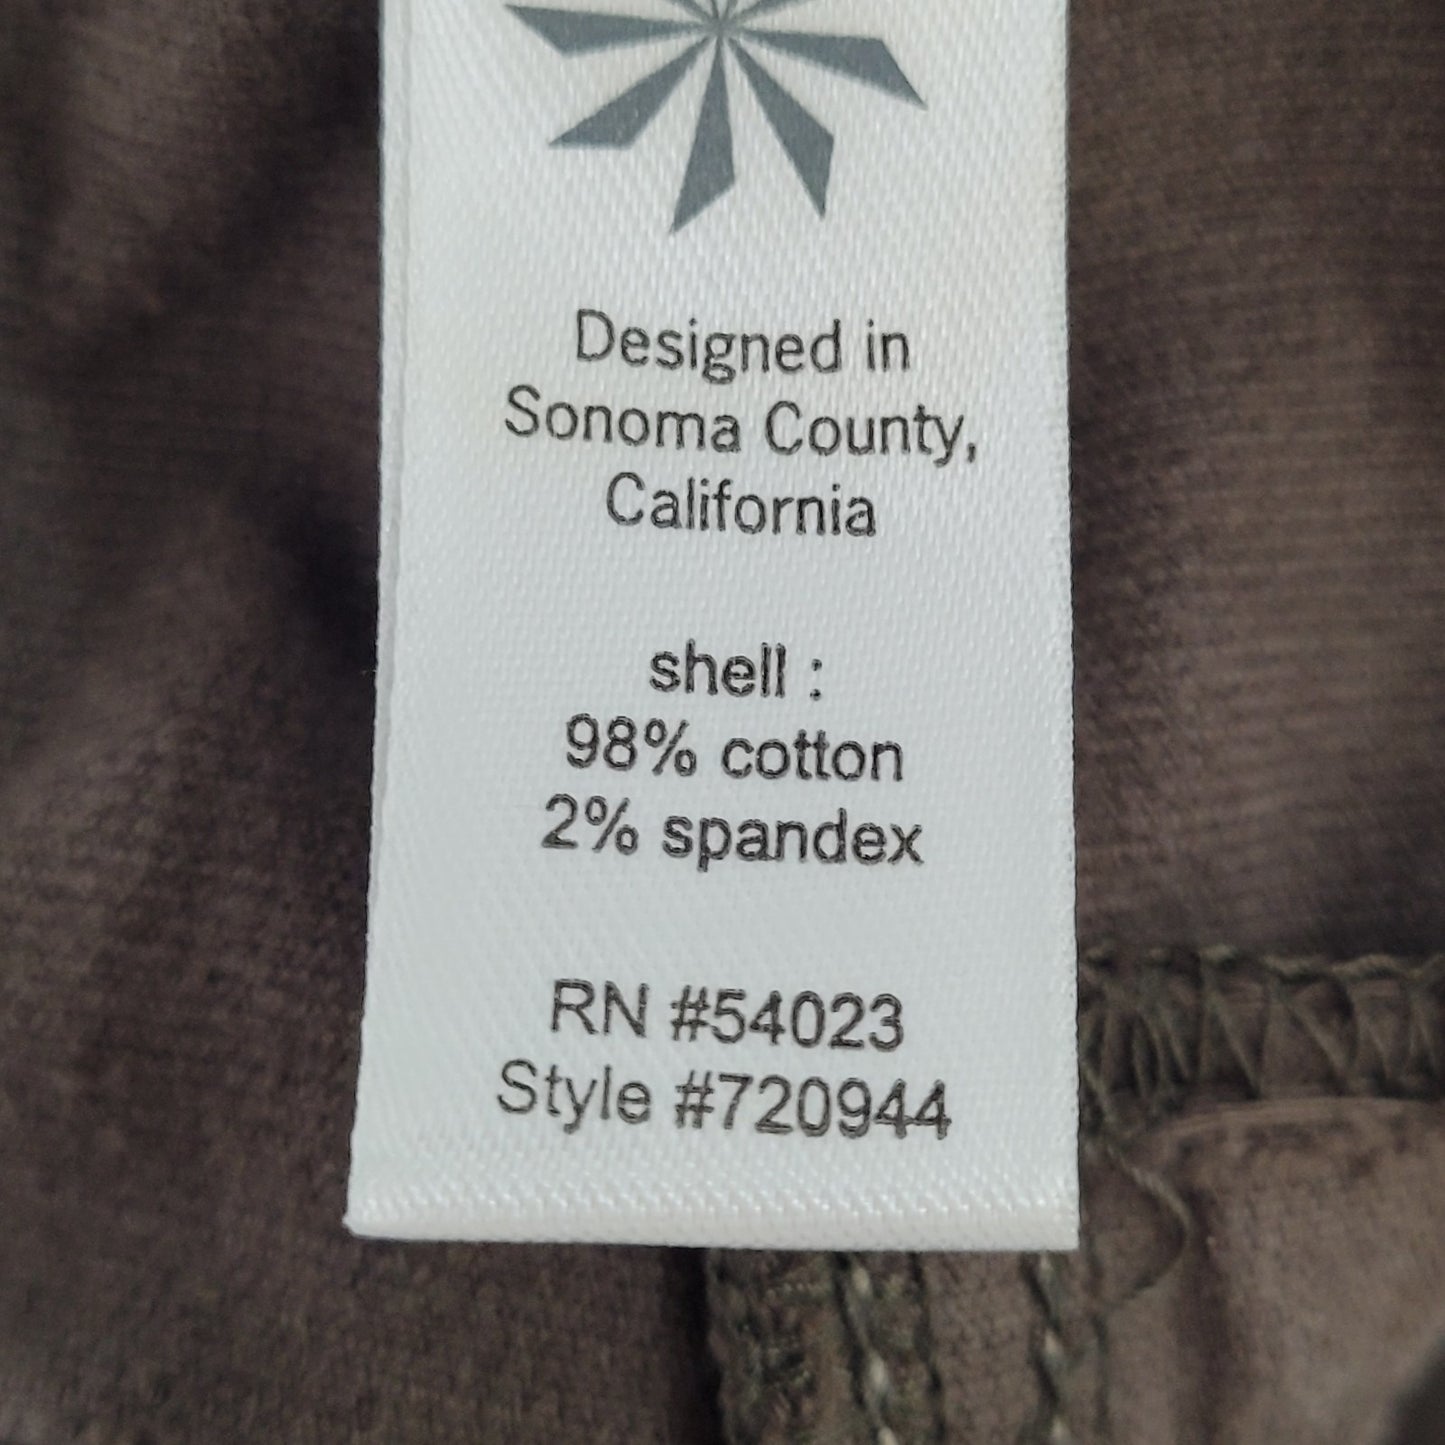 Designed in
Sonoma County,
California
shell :
98% cotton
2% spandex
RN #54023
Style #720944